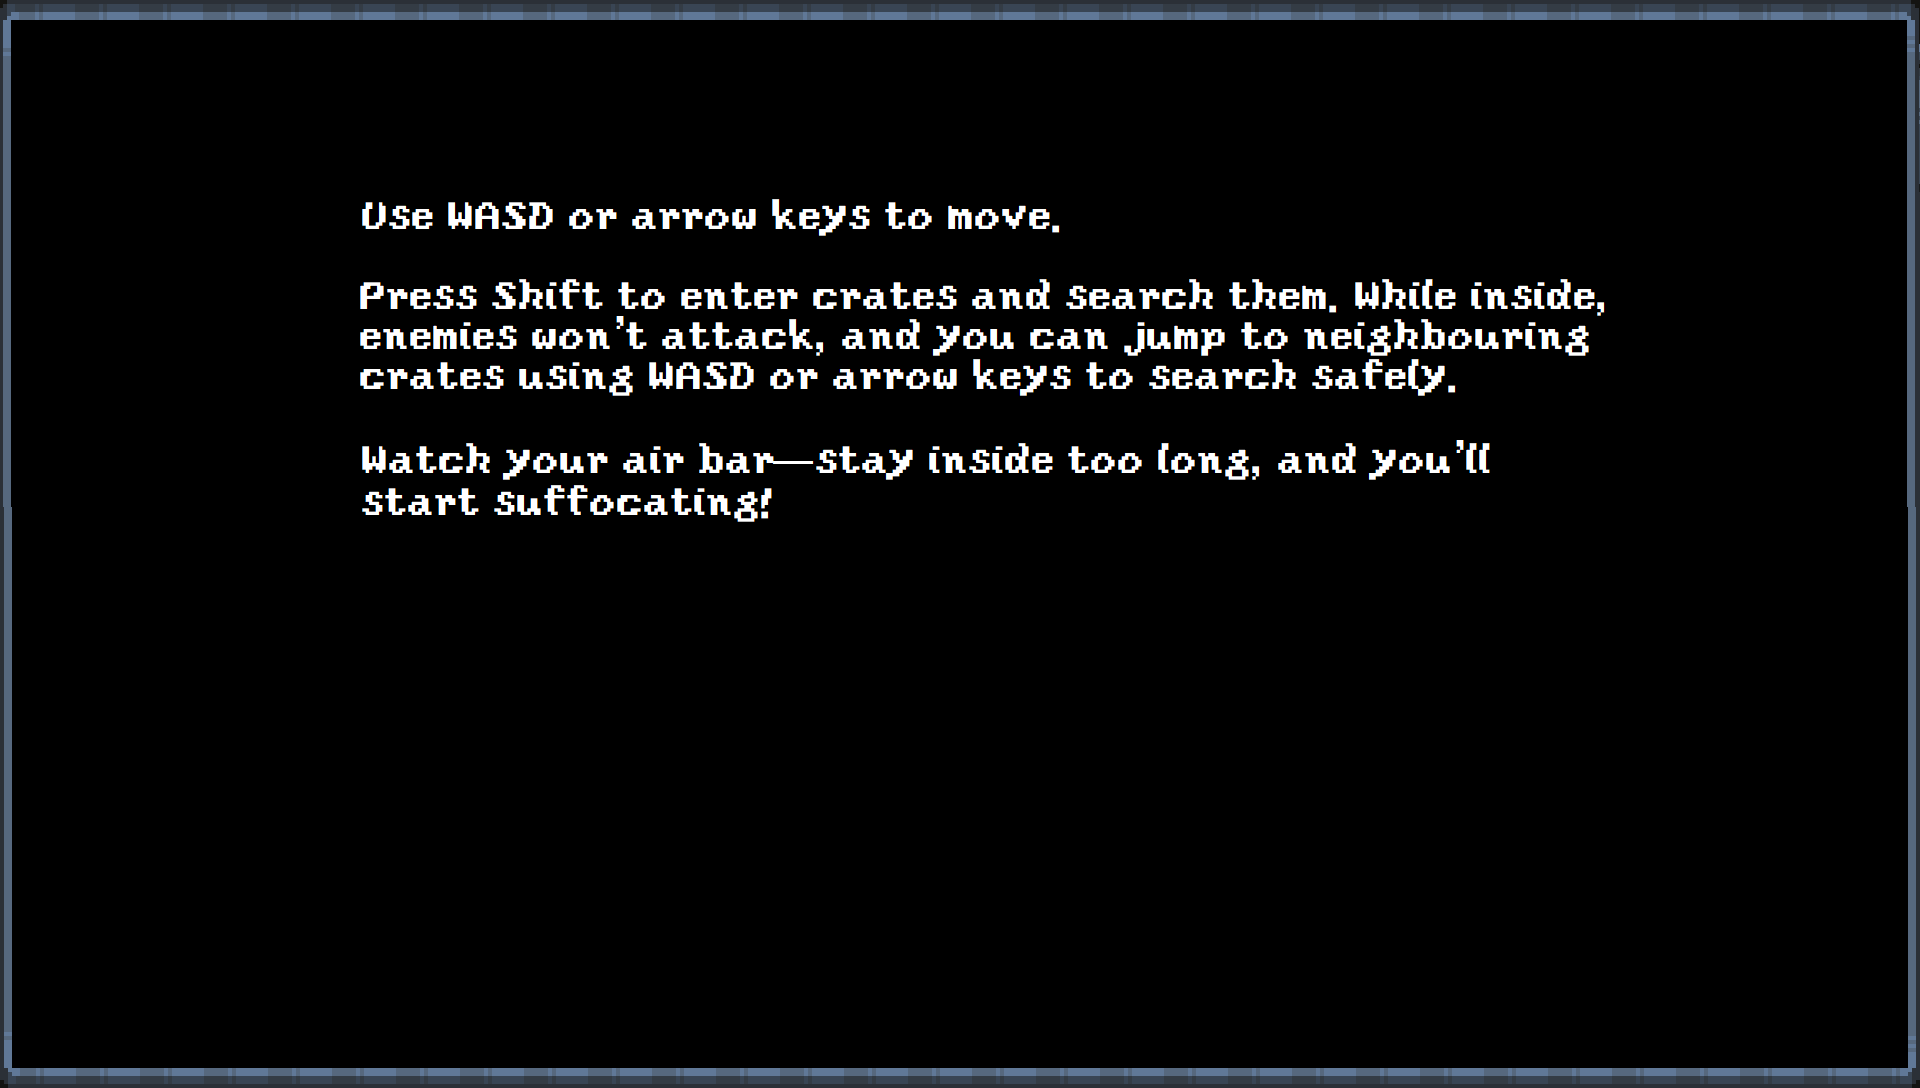 Use WASD or arrow keys to move.
Press Shift to enter crates and search them. While inside,
enemies won't attack, and you can jump to neighbouring
crates using WASD or arrow keys to search safely.
Watch your air bar—stay inside too long, and you'll
start suffocating!